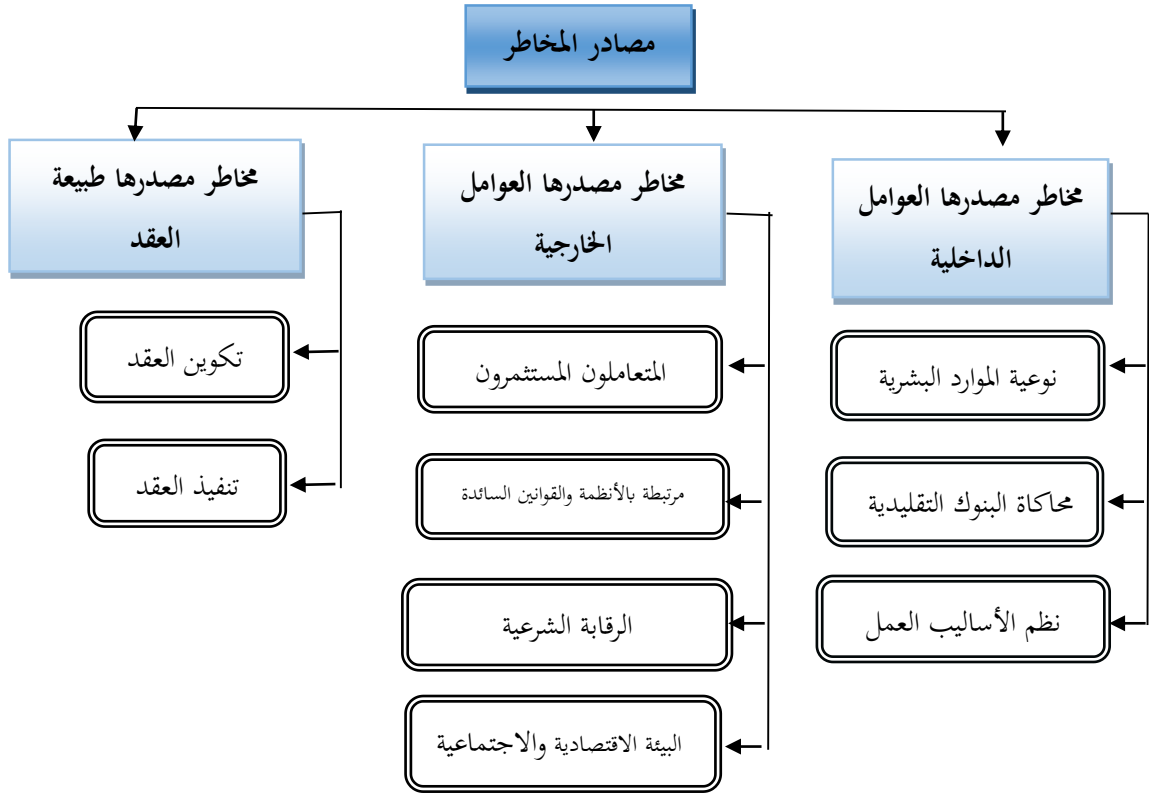 مصادر المخاطر
مخاطر مصدرها العوامل
الداخلية
نوعية الموارد البشرية
محاكاة البنوك التقليدية
نظم الأساليب العمل
مخاطر مصدرها العوامل
الخارجية
المتعاملون المستثمرون
مرتبطة بالأنظمة والقوانين السائدة
الرقابة الشرعية
البيئة الاقتصادية والاجتماعية
مخاطر مصدرها طبيعة
العقد
تكوين العقد
تنفيذ العقد